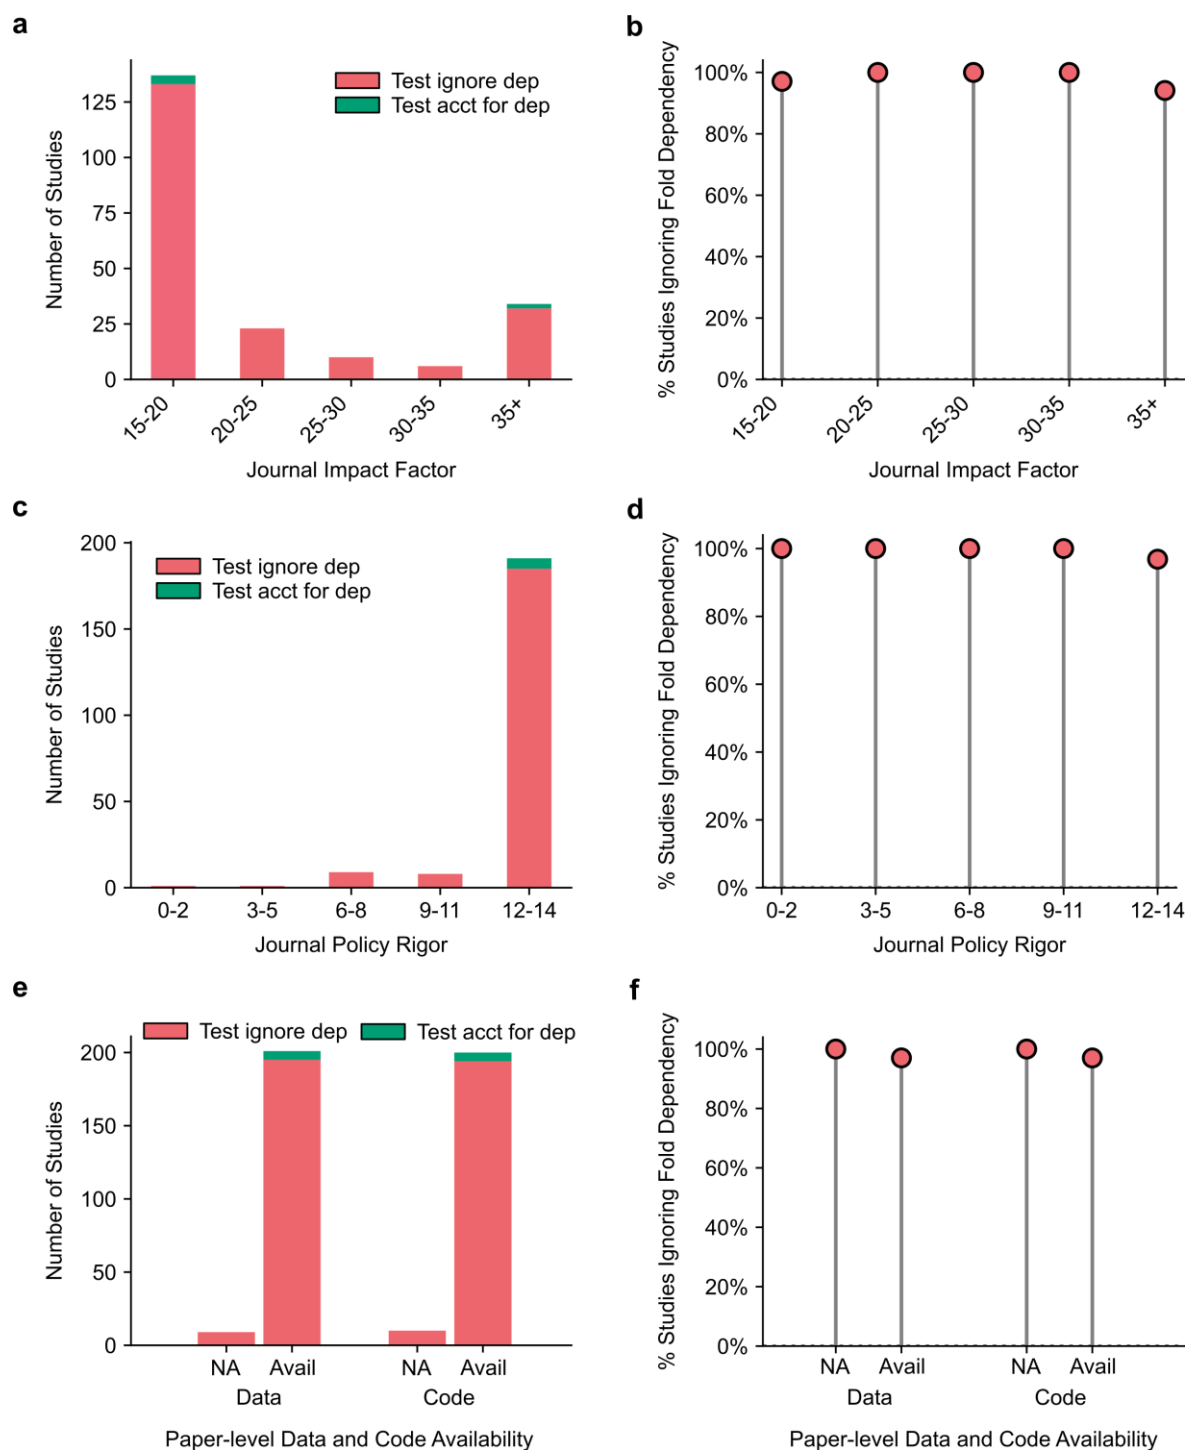 a
Test ignore dep
Test acct for dep
Number of Studies
125
100
75
50
25
0
15-20
20-25
25-30
30-35
35+
Journal Impact Factor
b
% Studies Ignoring Fold Dependency
100%
80%
60%
40%
20%
0%
15-20
20-25
25-30
30-35
35+
Journal Impact Factor
c
Test ignore dep
Test acct for dep
Number of Studies
200
150
100
50
0
0-2
3-5
6-8
9-11
12-14
Journal Policy Rigor
d
% Studies Ignoring Fold Dependency
100%
80%
60%
40%
20%
0%
0-2
3-5
6-8
9-11
12-14
Journal Policy Rigor
e
Test ignore dep
Test acct for dep
Number of Studies
200
150
100
50
0
NA Avail NA Avail
Data Code
Paper-level Data and Code Availability
f
% Studies Ignoring Fold Dependency
100%
80%
60%
40%
20%
0%
NA Avail NA Avail
Data Code
Paper-level Data and Code Availability